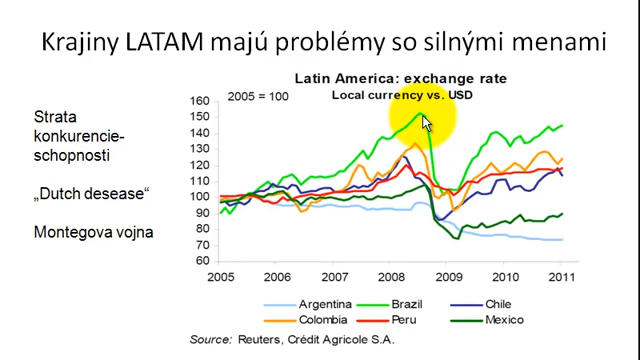 Krajiny LATAM majú problémy so silnými menami
Latin America: exchange rate
Local currency vs. USD
2005 = 100
Strata
konkurencie-
schopnosti
„Dutch desease“
Montegova vojna
160
150
140
130
120
110
100
90
80
70
60
2005 2006 2007 2008 2009 2010 2011
Argentina Brazil Chile
Colombia Peru Mexico
Source: Reuters, Crédit Agricole S.A.